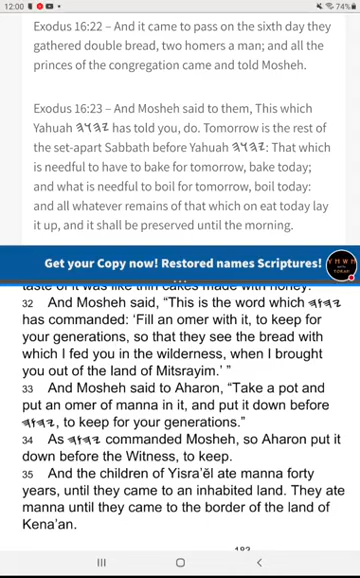 12:00
74%
Exodus 16:22 – And it came to pass on the sixth day they
gathered double bread, two homers a man; and all the
princes of the congregation came and told Mosheh.
Exodus 16:23 – And Mosheh said to them, This which
Yahuah 𐤉𐤄𐤅𐤄 has told you, do. Tomorrow is the rest of
the set-apart Sabbath before Yahuah 𐤉𐤄𐤅𐤄: That which
is needful to have to bake for tomorrow, bake today;
and what is needful to boil for tomorrow, boil today:
and all whatever remains of that which on eat today lay
it up, and it shall be preserved until the morning.
Get your Copy now! Restored names Scriptures!
taste of it was like thin cakes made with honey.
32 And Mosheh said, “This is the word which 𐤉𐤄𐤅𐤄
has commanded: ‘Fill an omer with it, to keep for
your generations, so that they see the bread with
which I fed you in the wilderness, when I brought
you out of the land of Mitsrayim.’ ”
33 And Mosheh said to Aharon, “Take a pot and
put an omer of manna in it, and put it down before
𐤉𐤄𐤅𐤄, to keep for your generations.”
34 As 𐤉𐤄𐤅𐤄 commanded Mosheh, so Aharon put it
down before the Witness, to keep.
35 And the children of Yisra’ĕl ate manna forty
years, until they came to an inhabited land. They ate
manna until they came to the border of the land of
Kena’an.